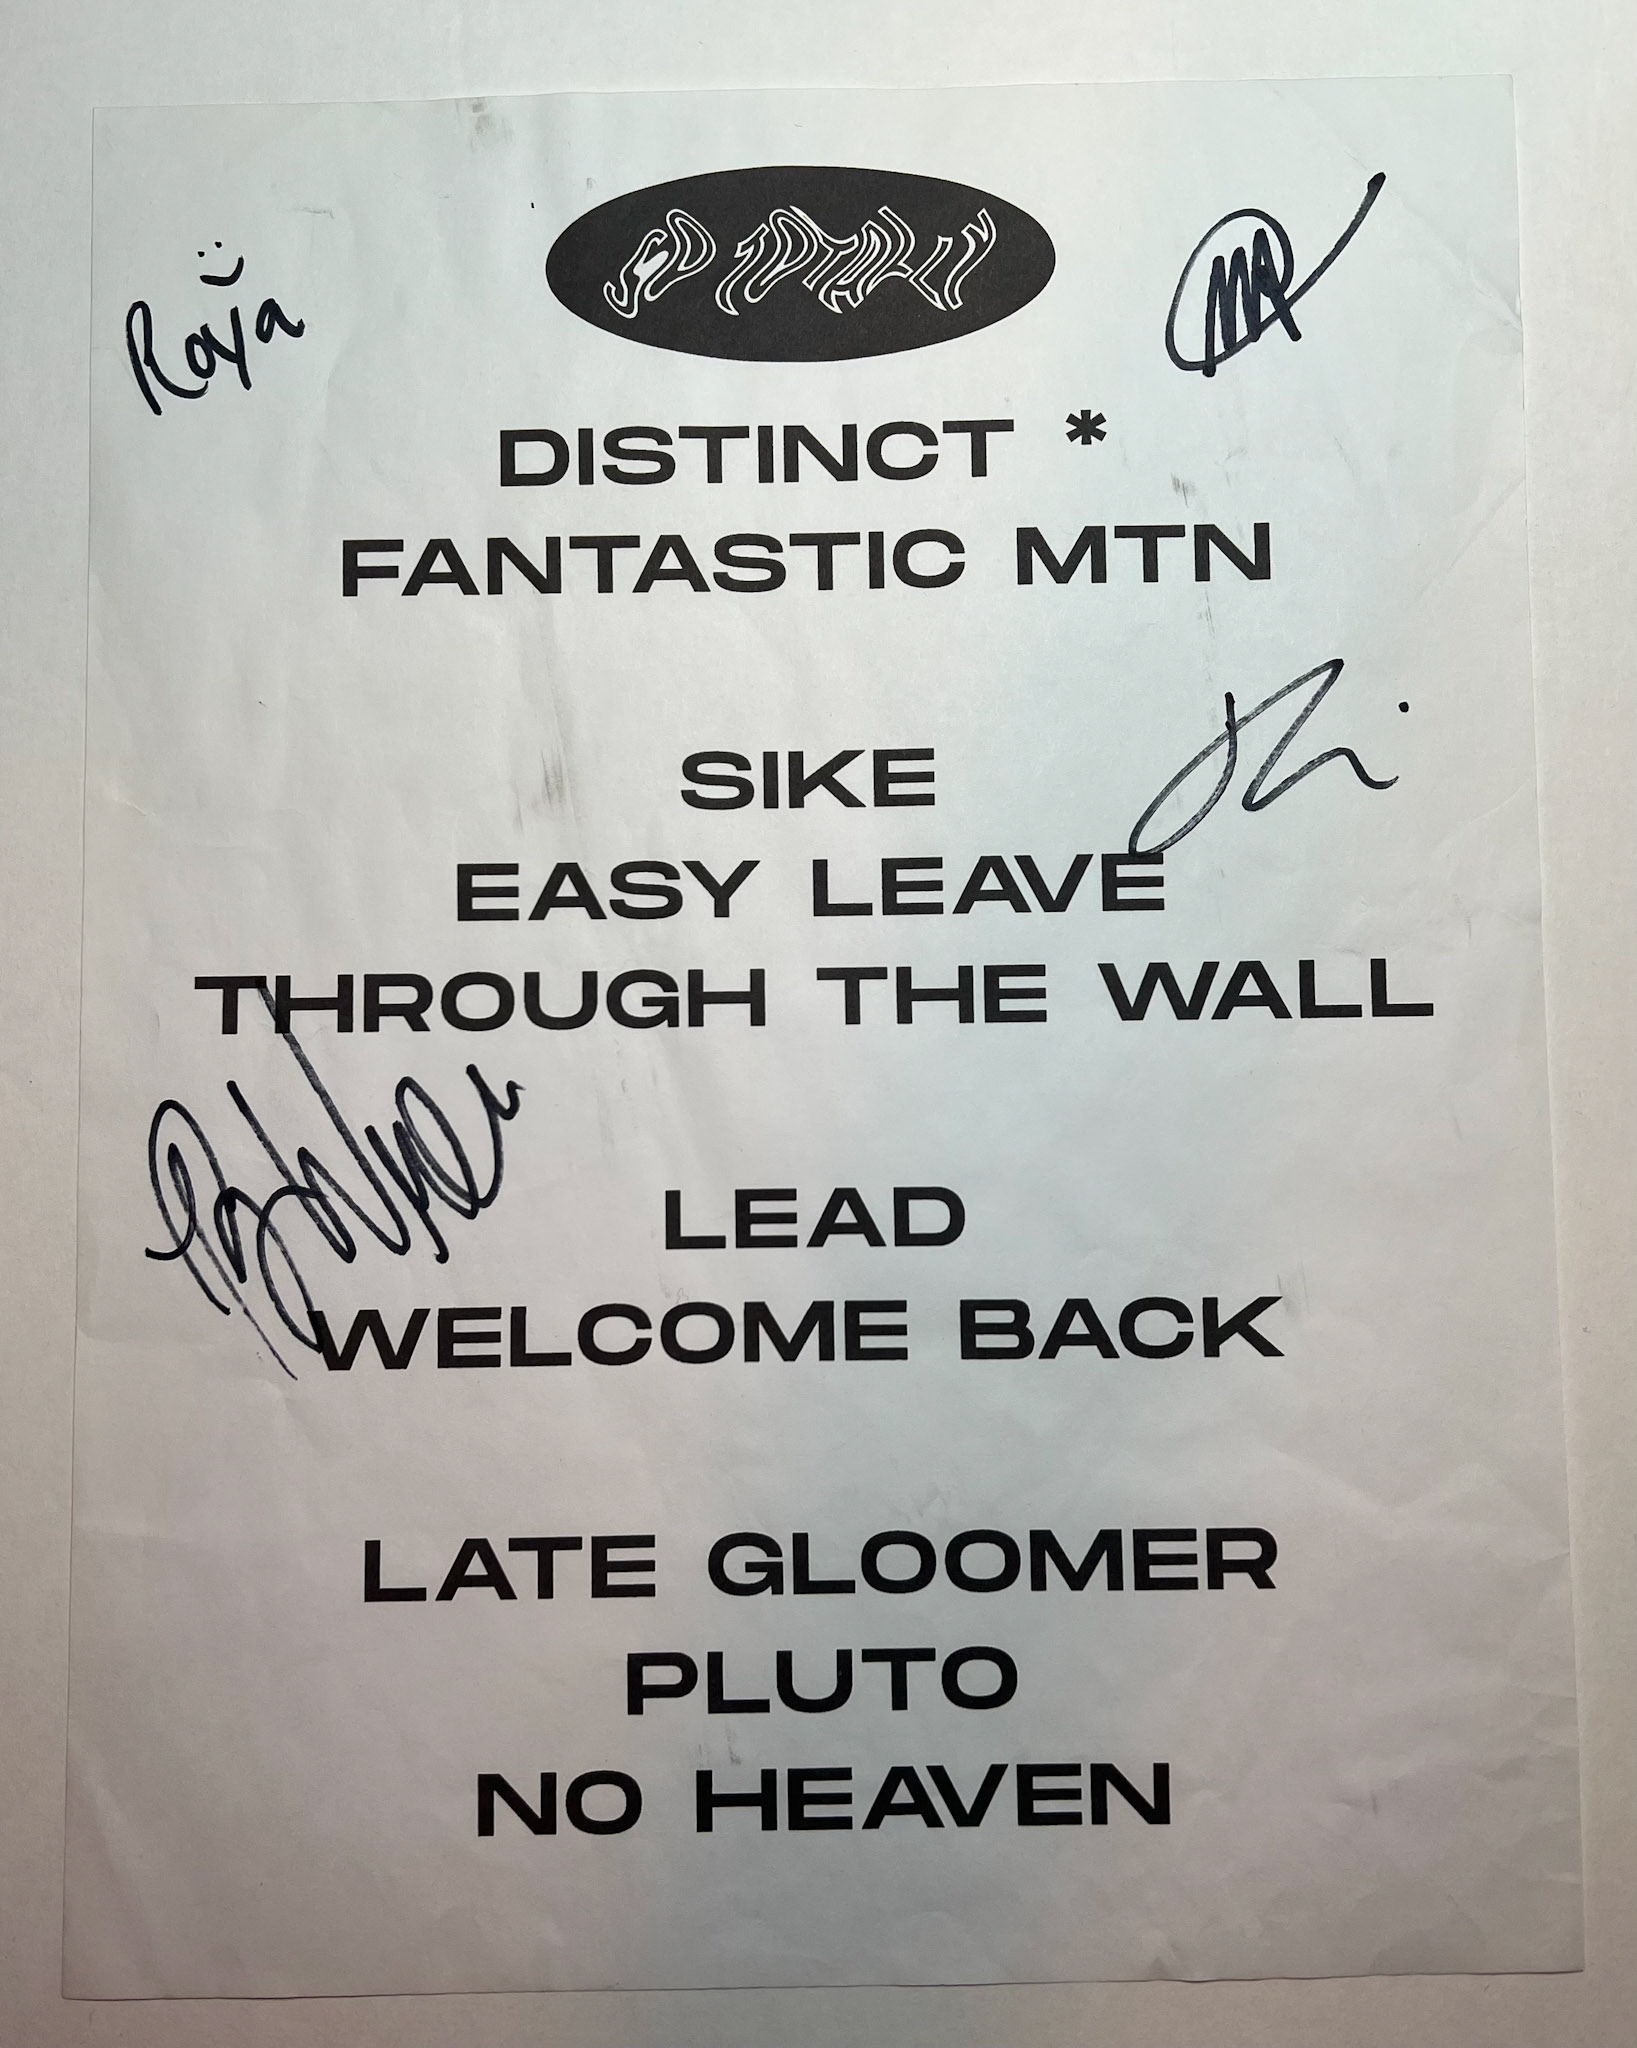 SO TOTALLY
Roya :)
DISTINCT *
FANTASTIC MTN
SIKE
EASY LEAVE
THROUGH THE WALL
LEAD
WELCOME BACK
LATE GLOOMER
PLUTO
NO HEAVEN